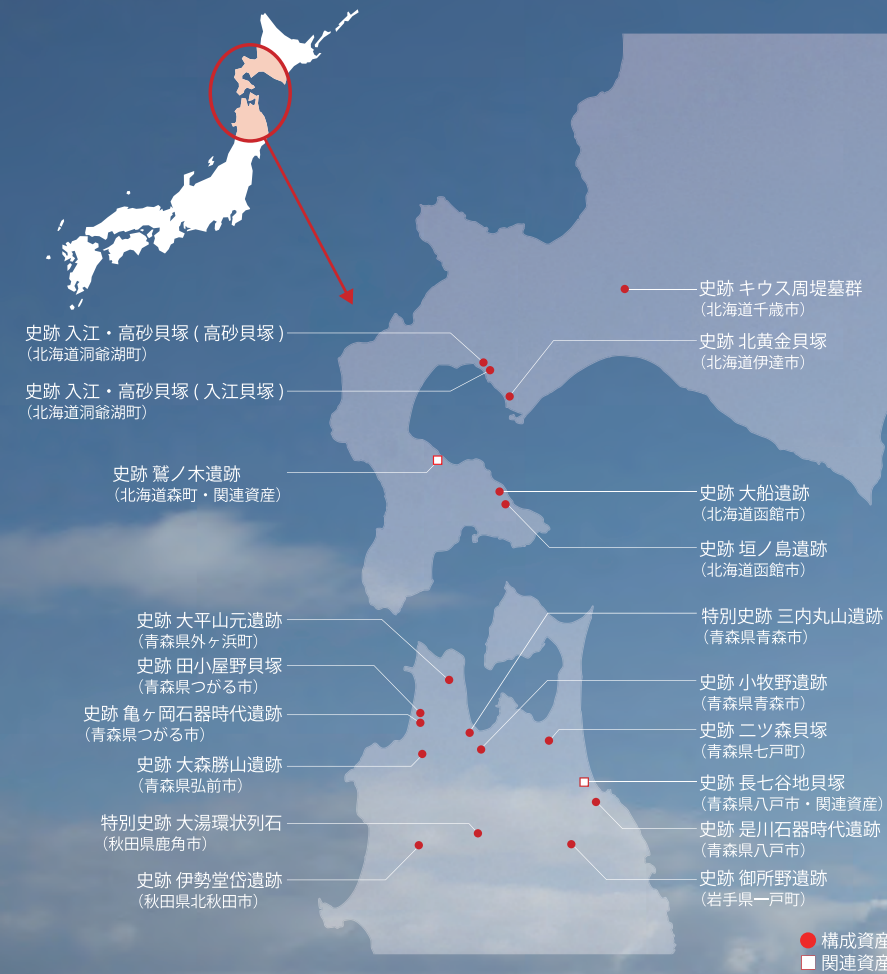 史跡 キウス周堤墓群
(北海道千歳市)
史跡 入江・高砂貝塚 ( 高砂貝塚 )
(北海道洞爺湖町)
史跡 北黄金貝塚
(北海道伊達市)
史跡 入江・高砂貝塚 ( 入江貝塚 )
(北海道洞爺湖町)
史跡 鷲ノ木遺跡
(北海道森町・関連資産)
史跡 大船遺跡
(北海道函館市)
史跡 垣ノ島遺跡
(北海道函館市)
史跡 大平山元遺跡
(青森県外ヶ浜町)
特別史跡 三内丸山遺跡
(青森県青森市)
史跡 田小屋野貝塚
(青森県つがる市)
史跡 小牧野遺跡
(青森県青森市)
史跡 亀ヶ岡石器時代遺跡
(青森県つがる市)
史跡 二ツ森貝塚
(青森県七戸町)
史跡 大森勝山遺跡
(青森県弘前市)
史跡 長七谷地貝塚
(青森県八戸市・関連資産)
特別史跡 大湯環状列石
(秋田県鹿角市)
史跡 是川石器時代遺跡
(青森県八戸市)
史跡 伊勢堂岱遺跡
(秋田県北秋田市)
史跡 御所野遺跡
(岩手県一戸町)
構成資産
関連資産